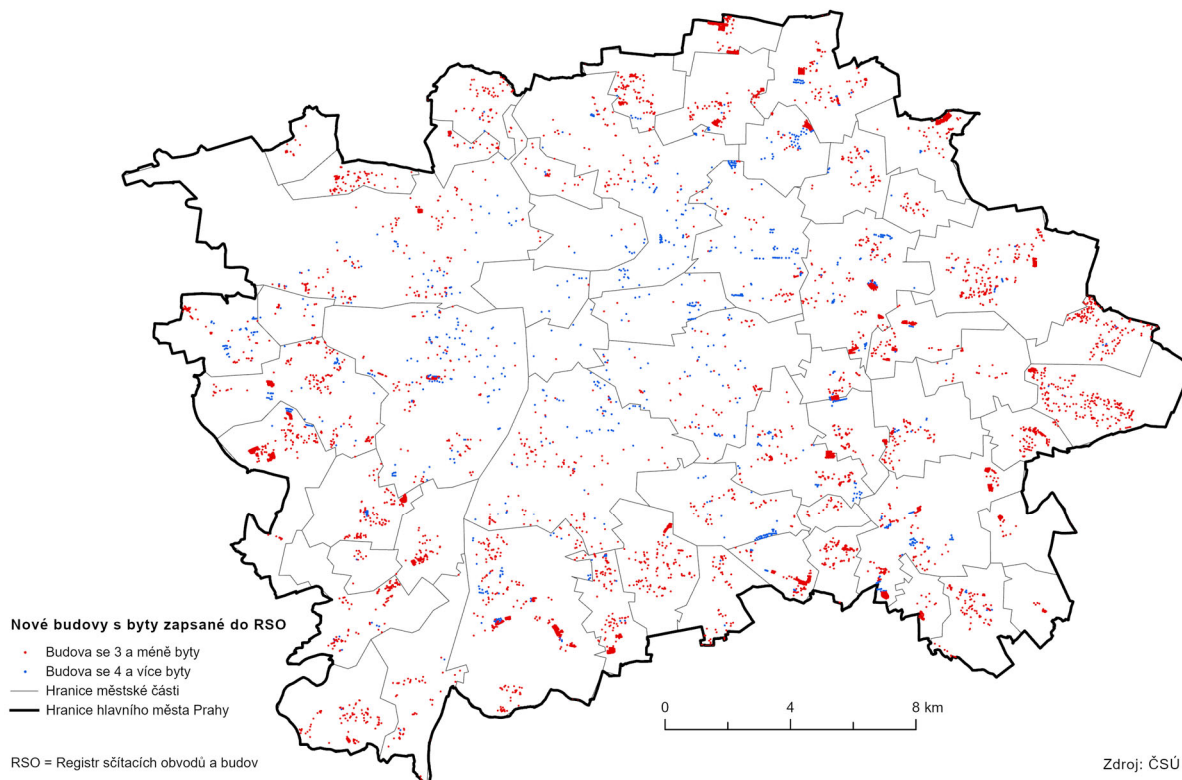 Nové budovy s byty zapsané do RSO
Budova se 3 a méně byty
Budova se 4 a více byty
Hranice městské části
Hranice hlavního města Prahy
RSO = Registr sčítacích obvodů a budov
0 4 8 km
Zdroj: ČSÚ